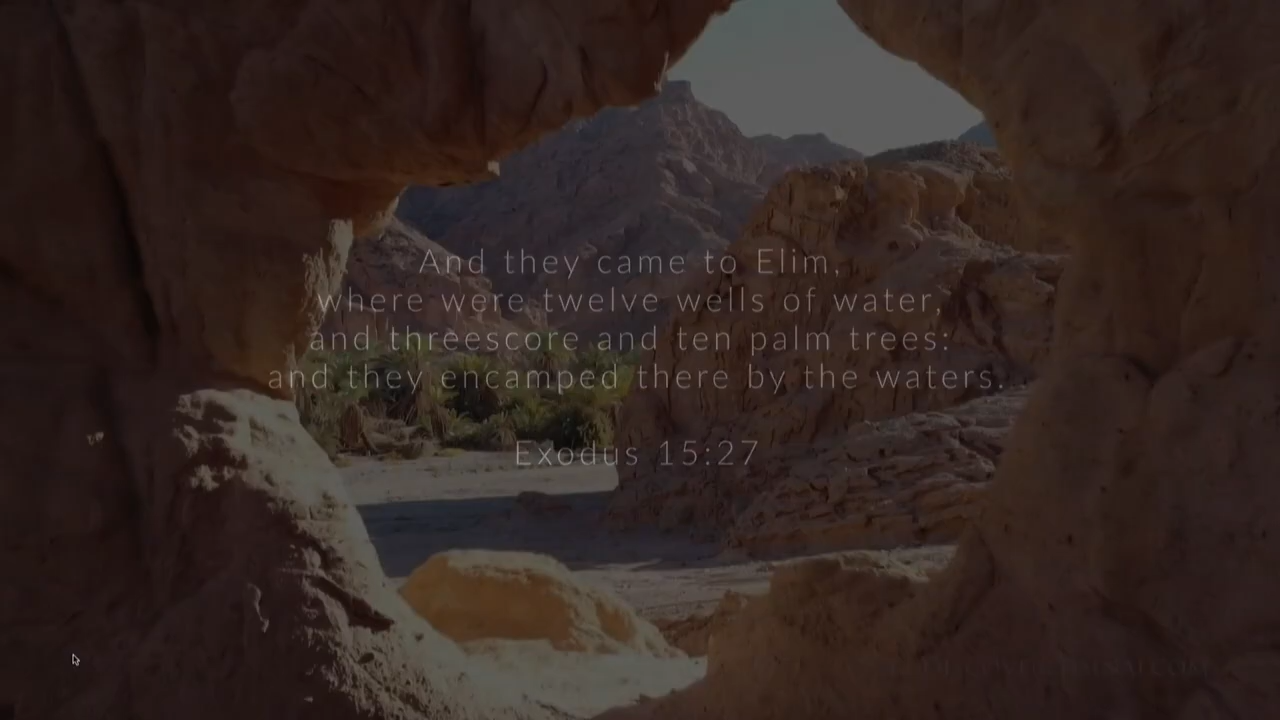 And they came to Elim,
where were twelve wells of water,
and threescore and ten palm trees:
and they encamped there by the waters.
Exodus 15:27